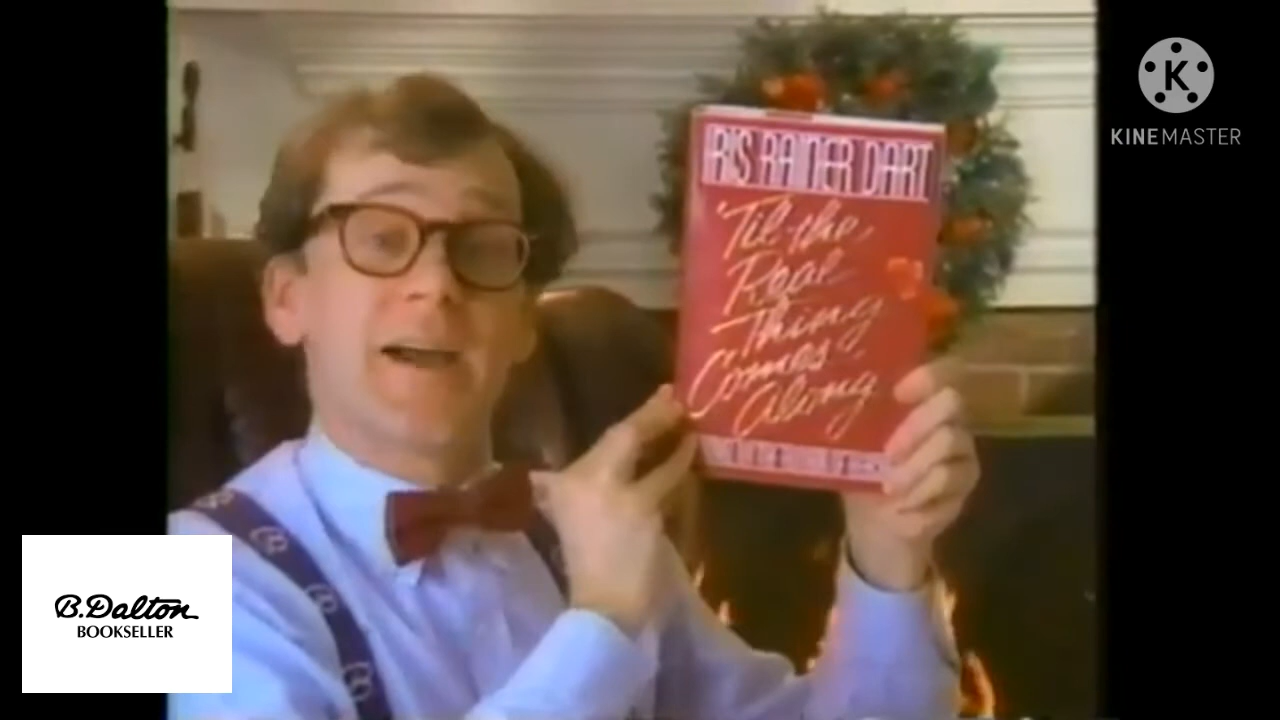 KINEMASTER
IRIS RAINER DART
'Til the
Real
Thing
Comes
Along
B. Dalton
BOOKSELLER